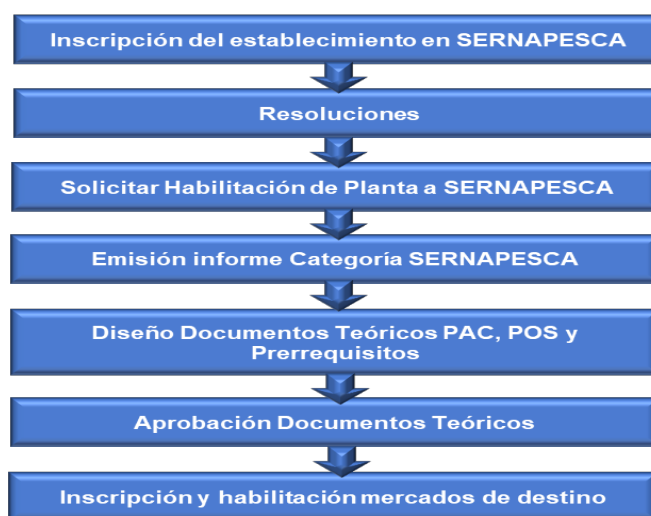 Inscripción del establecimiento en SERNAPESCA
Resoluciones
Solicitar Habilitación de Planta a SERNAPESCA
Emisión informe Categoría SERNAPESCA
Diseño Documentos Teóricos PAC, POS y
Prerrequisitos
Aprobación Documentos Teóricos
Inscripción y habilitación mercados de destino